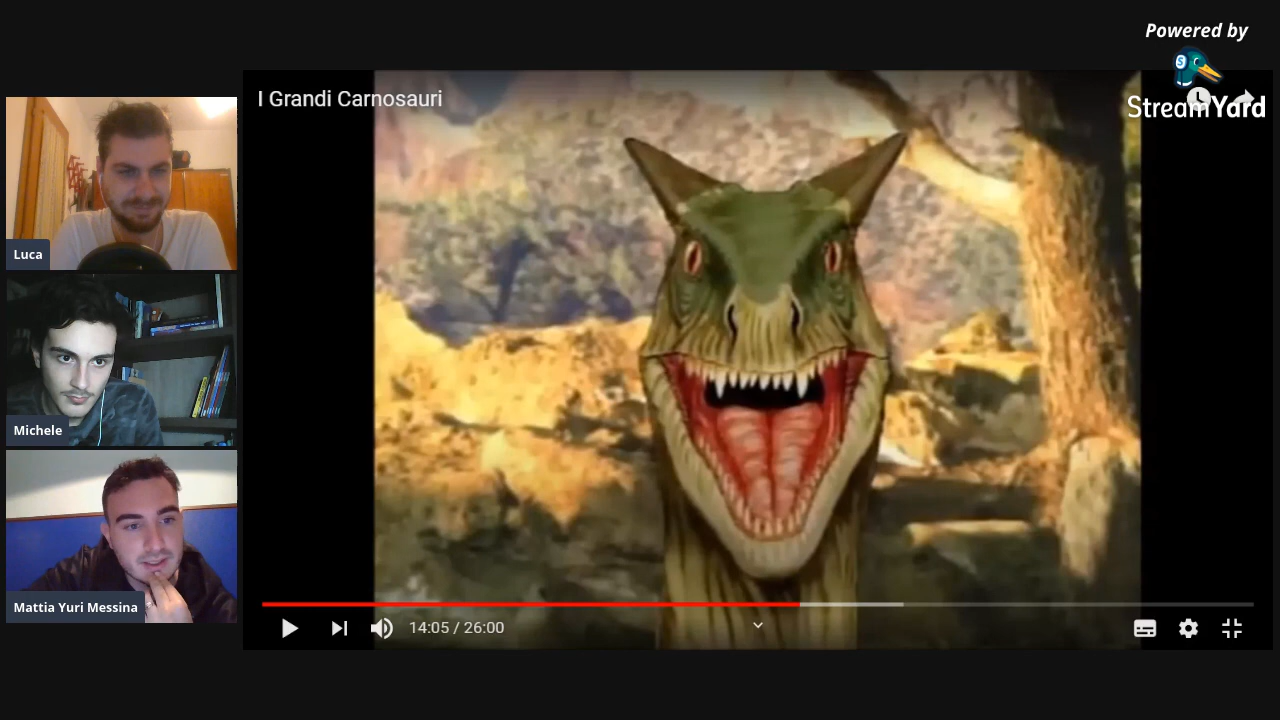 Powered by
StreamYard
I Grandi Carnosauri
Luca
Michele
Mattia Yuri Messina
14:05 / 26:00